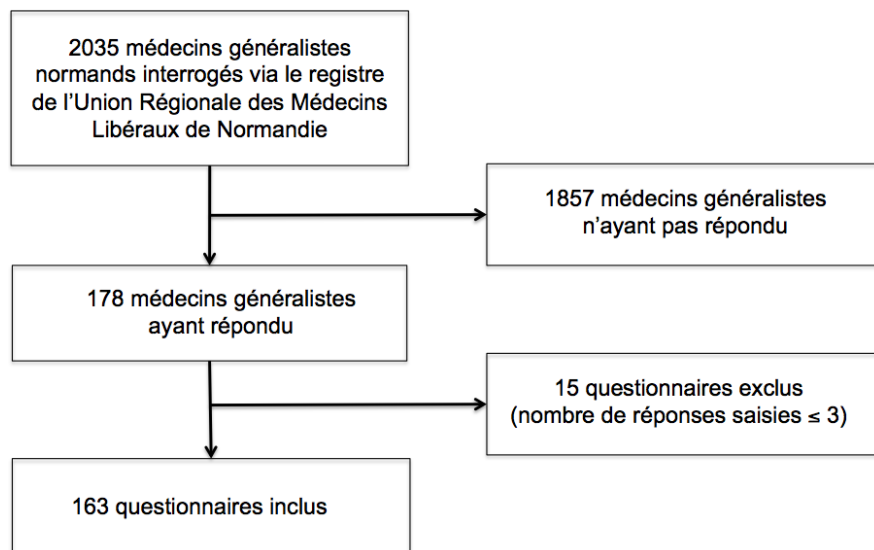 2035 médecins généralistes
normands interrogés via le registre
de l'Union Régionale des Médecins
Libéraux de Normandie
1857 médecins généralistes
n'ayant pas répondu
178 médecins généralistes
ayant répondu
15 questionnaires exclus
(nombre de réponses saisies ≤ 3)
163 questionnaires inclus